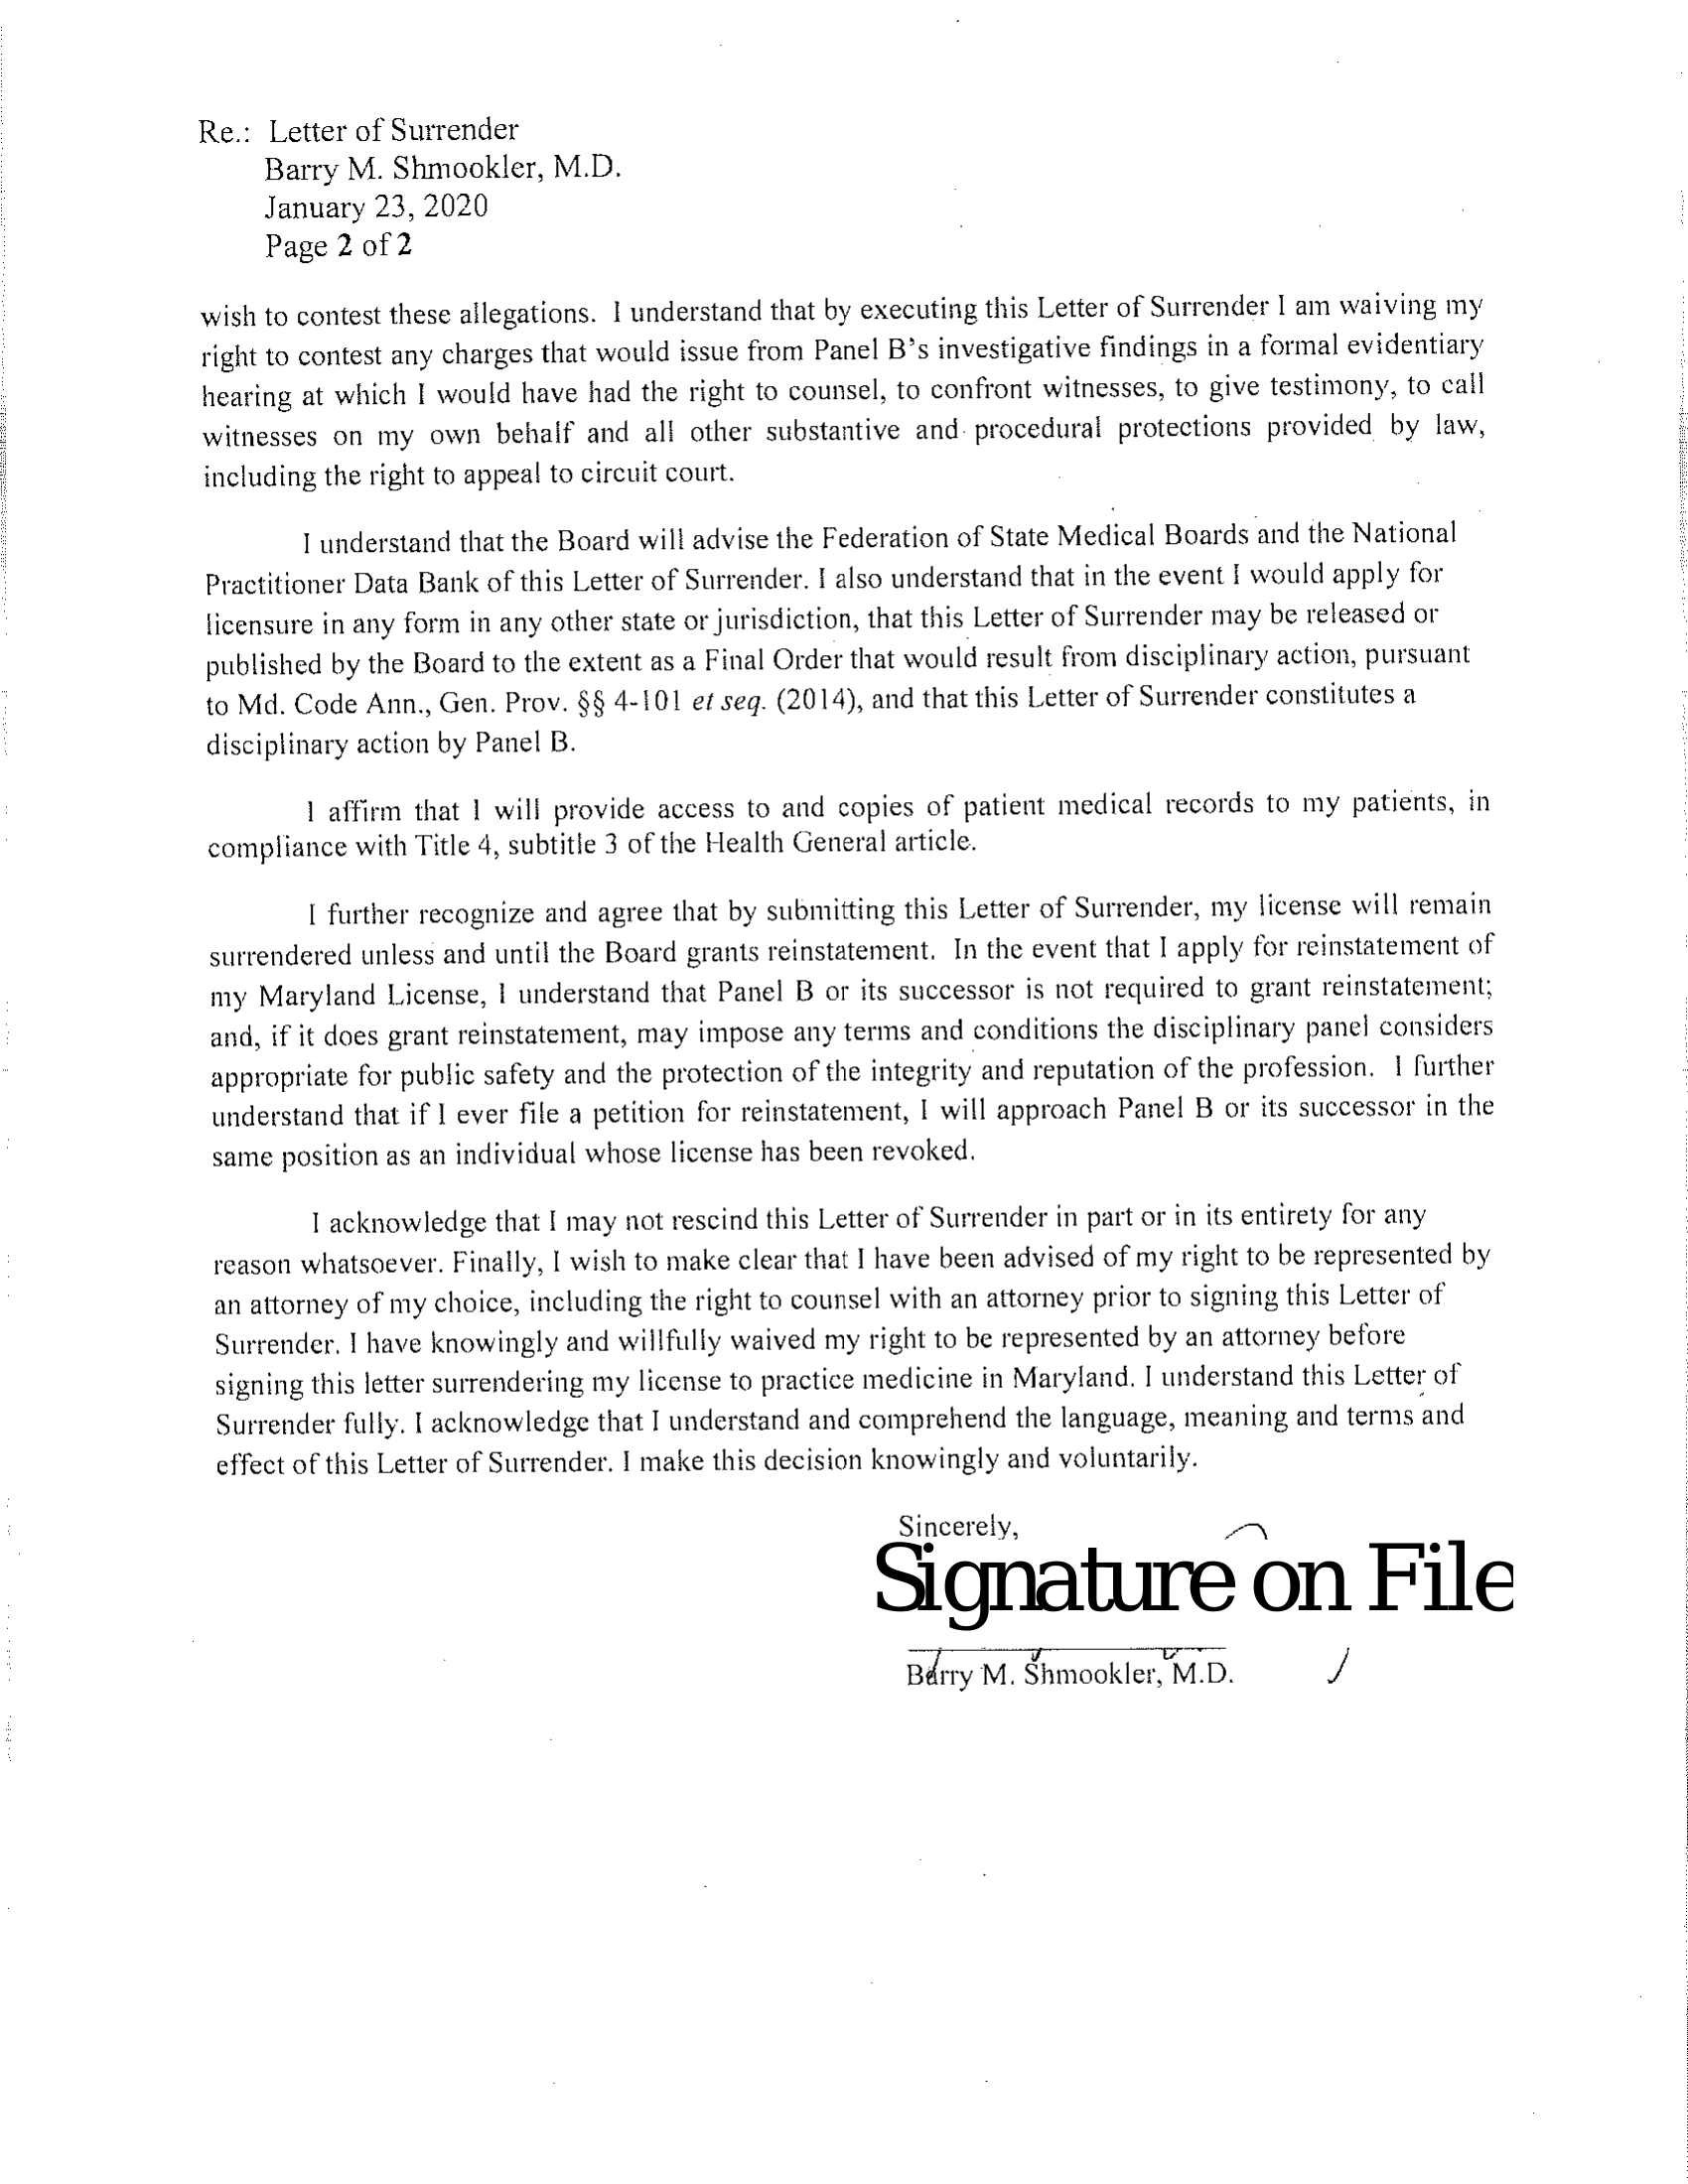 Re.: Letter of Surrender
Barry M. Shmookler, M.D.
January 23, 2020
Page 2 of 2
wish to contest these allegations. I understand that by executing this Letter of Surrender I am waiving my
right to contest any charges that would issue from Panel B's investigative findings in a formal evidentiary
hearing at which I would have had the right to counsel, to confront witnesses, to give testimony, to call
witnesses on my own behalf and all other substantive and procedural protections provided by law,
including the right to appeal to circuit court.
I understand that the Board will advise the Federation of State Medical Boards and the National
Practitioner Data Bank of this Letter of Surrender. I also understand that in the event I would apply for
licensure in any form in any other state or jurisdiction, that this Letter of Surrender may be released or
published by the Board to the extent as a Final Order that would result from disciplinary action, pursuant
to Md. Code Ann., Gen. Prov. §§ 4-101 et seq. (2014), and that this Letter of Surrender constitutes a
disciplinary action by Panel B.
I affirm that I will provide access to and copies of patient medical records to my patients, in
compliance with Title 4, subtitle 3 of the Health General article.
I further recognize and agree that by submitting this Letter of Surrender, my license will remain
surrendered unless and until the Board grants reinstatement. In the event that I apply for reinstatement of
my Maryland License, I understand that Panel B or its successor is not required to grant reinstatement;
and, if it does grant reinstatement, may impose any terms and conditions the disciplinary panel considers
appropriate for public safety and the protection of the integrity and reputation of the profession. I further
understand that if I ever file a petition for reinstatement, I will approach Panel B or its successor in the
same position as an individual whose license has been revoked.
I acknowledge that I may not rescind this Letter of Surrender in part or in its entirety for any
reason whatsoever. Finally, I wish to make clear that I have been advised of my right to be represented by
an attorney of my choice, including the right to counsel with an attorney prior to signing this Letter of
Surrender. I have knowingly and willfully waived my right to be represented by an attorney before
signing this letter surrendering my license to practice medicine in Maryland. I understand this Letter of
Surrender fully. I acknowledge that I understand and comprehend the language, meaning and terms and
effect of this Letter of Surrender. I make this decision knowingly and voluntarily.
Sincerely,
Signature on File
Barry M. Shmookler, M.D.